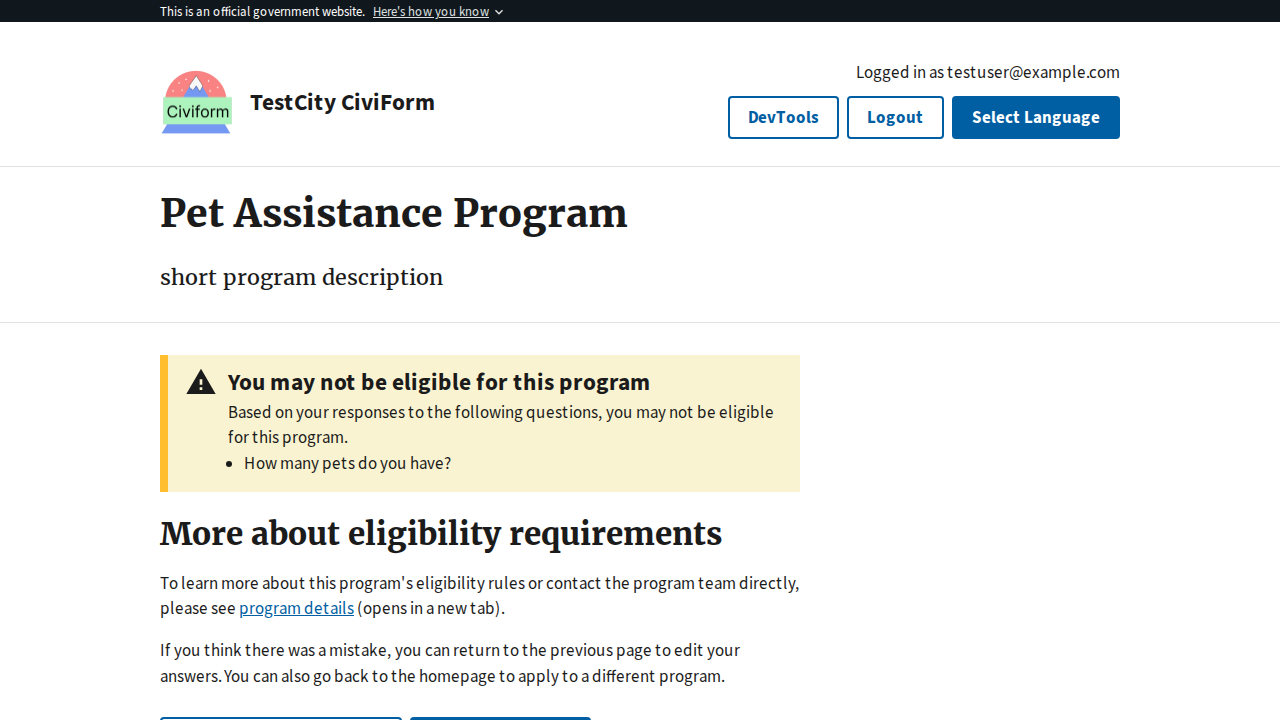 This is an official government website. Here's how you know
Logged in as testuser@example.com
Civiform
TestCity CiviForm
DevTools
Logout
Select Language
Pet Assistance Program
short program description
You may not be eligible for this program
Based on your responses to the following questions, you may not be eligible
for this program.
How many pets do you have?
More about eligibility requirements
To learn more about this program's eligibility rules or contact the program team directly,
please see program details (opens in a new tab).
If you think there was a mistake, you can return to the previous page to edit your
answers. You can also go back to the homepage to apply to a different program.